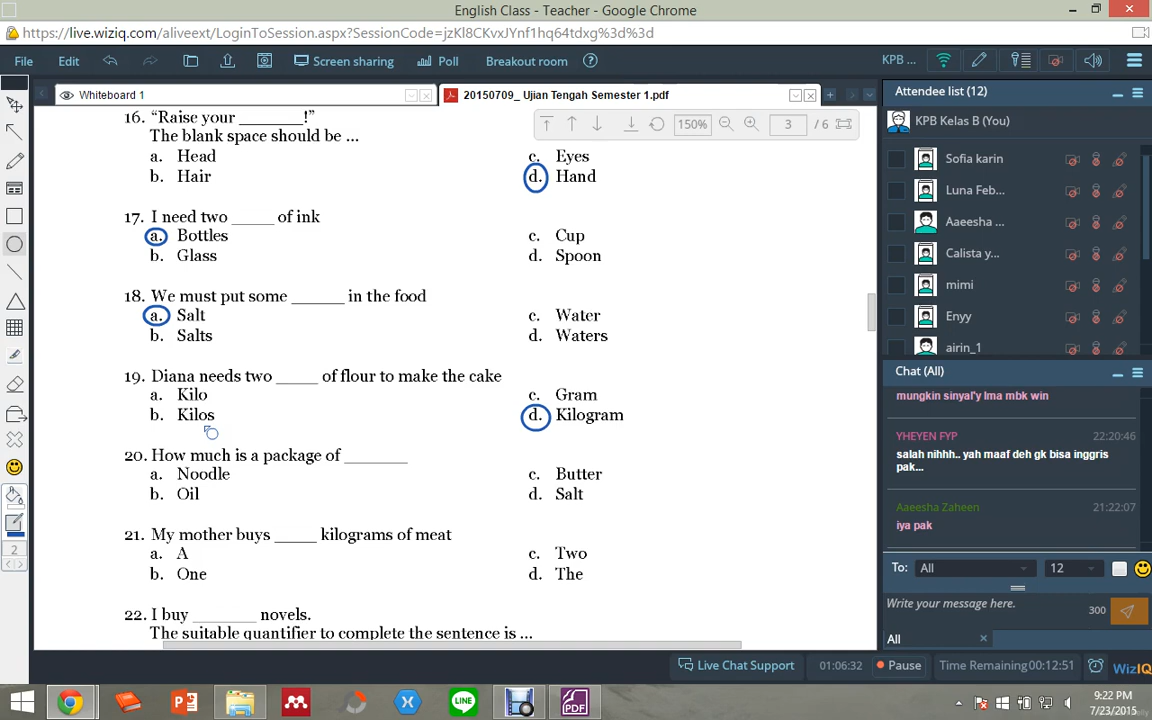 English Class - Teacher - Google Chrome
https://live.wiziq.com/aliveext/LoginToSession.aspx?SessionCode=jzKl8CKvxJYnf1hq64tdxg%3d%3d
File Edit Screen sharing Poll Breakout room KPB ...
Whiteboard 1 20150709_ Ujian Tengah Semester 1.pdf
150% 3 / 6
16. “Raise your _______!”
The blank space should be ...
a. Head c. Eyes
b. Hair d. Hand
17. I need two _____ of ink
a. Bottles c. Cup
b. Glass d. Spoon
18. We must put some ______ in the food
a. Salt c. Water
b. Salts d. Waters
19. Diana needs two _____ of flour to make the cake
a. Kilo c. Gram
b. Kilos d. Kilogram
20. How much is a package of _______
a. Noodle c. Butter
b. Oil d. Salt
21. My mother buys _____ kilograms of meat
a. A c. Two
b. One d. The
22. I buy _______ novels.
The suitable quantifier to complete the sentence is ...
2
Attendee list (12)
KPB Kelas B (You)
Sofia karin
Luna Feb...
Aaeesha ...
Calista y...
mimi
Enyy
airin_1
Chat (All)
mungkin sinyal'y lma mbk win
YHEYEN FYP 22:20:46
salah nihhh.. yah maaf deh gk bisa inggris
pak...
Aaeesha Zaheen 21:22:07
iya pak
To: All 12
Write your message here. 300
All
Live Chat Support 01:06:32 Pause Time Remaining 00:12:51 WizIQ
LINE PDF
9:22 PM
7/23/2015